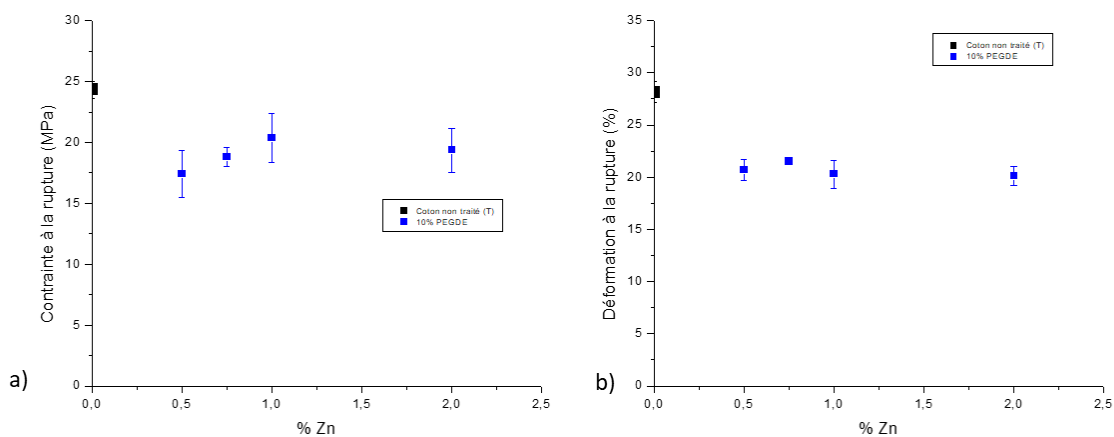 30
25
20
15
10
5
0
Contrainte à la rupture (MPa)
Coton non traité (T)
10% PEGDE
0,0 0,5 1,0 1,5 2,0 2,5
% Zn
a)
35
30
25
20
15
10
5
0
Déformation à la rupture (%)
Coton non traité (T)
10% PEGDE
0,0 0,5 1,0 1,5 2,0 2,5
% Zn
b)